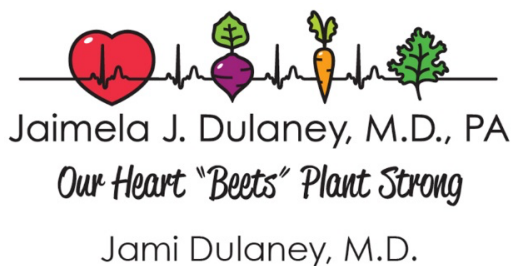 Jaimela J. Dulaney, M.D., PA
Our Heart "Beets" Plant Strong
Jami Dulaney, M.D.